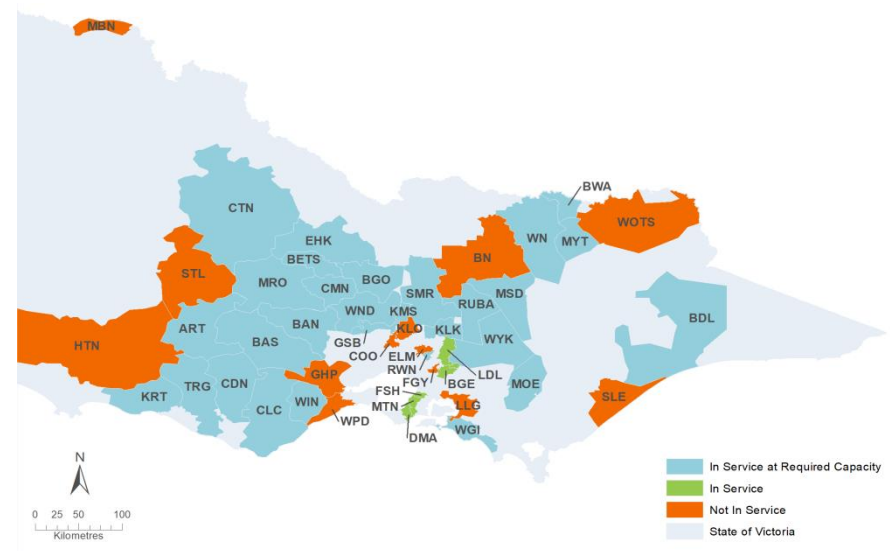 MBN
BWA
CTN
WOTS
WN
MYT
EHK
BN
BETS
STL
MRO
BGO
CMN
SMR
MSD
RUBA
WND
KMS
BDL
ART
BAN
KLO
KLK
BAS
GSB
WYK
HTN
COO
ELM
RWN
GHP
LDL
FGY
BGE
MOE
TRG
CDN
KRT
FSH
WIN
SLE
CLC
MTN
LLG
WPD
WGI
DMA
N
0 25 50 100
Kilometres
In Service at Required Capacity
In Service
Not In Service
State of Victoria